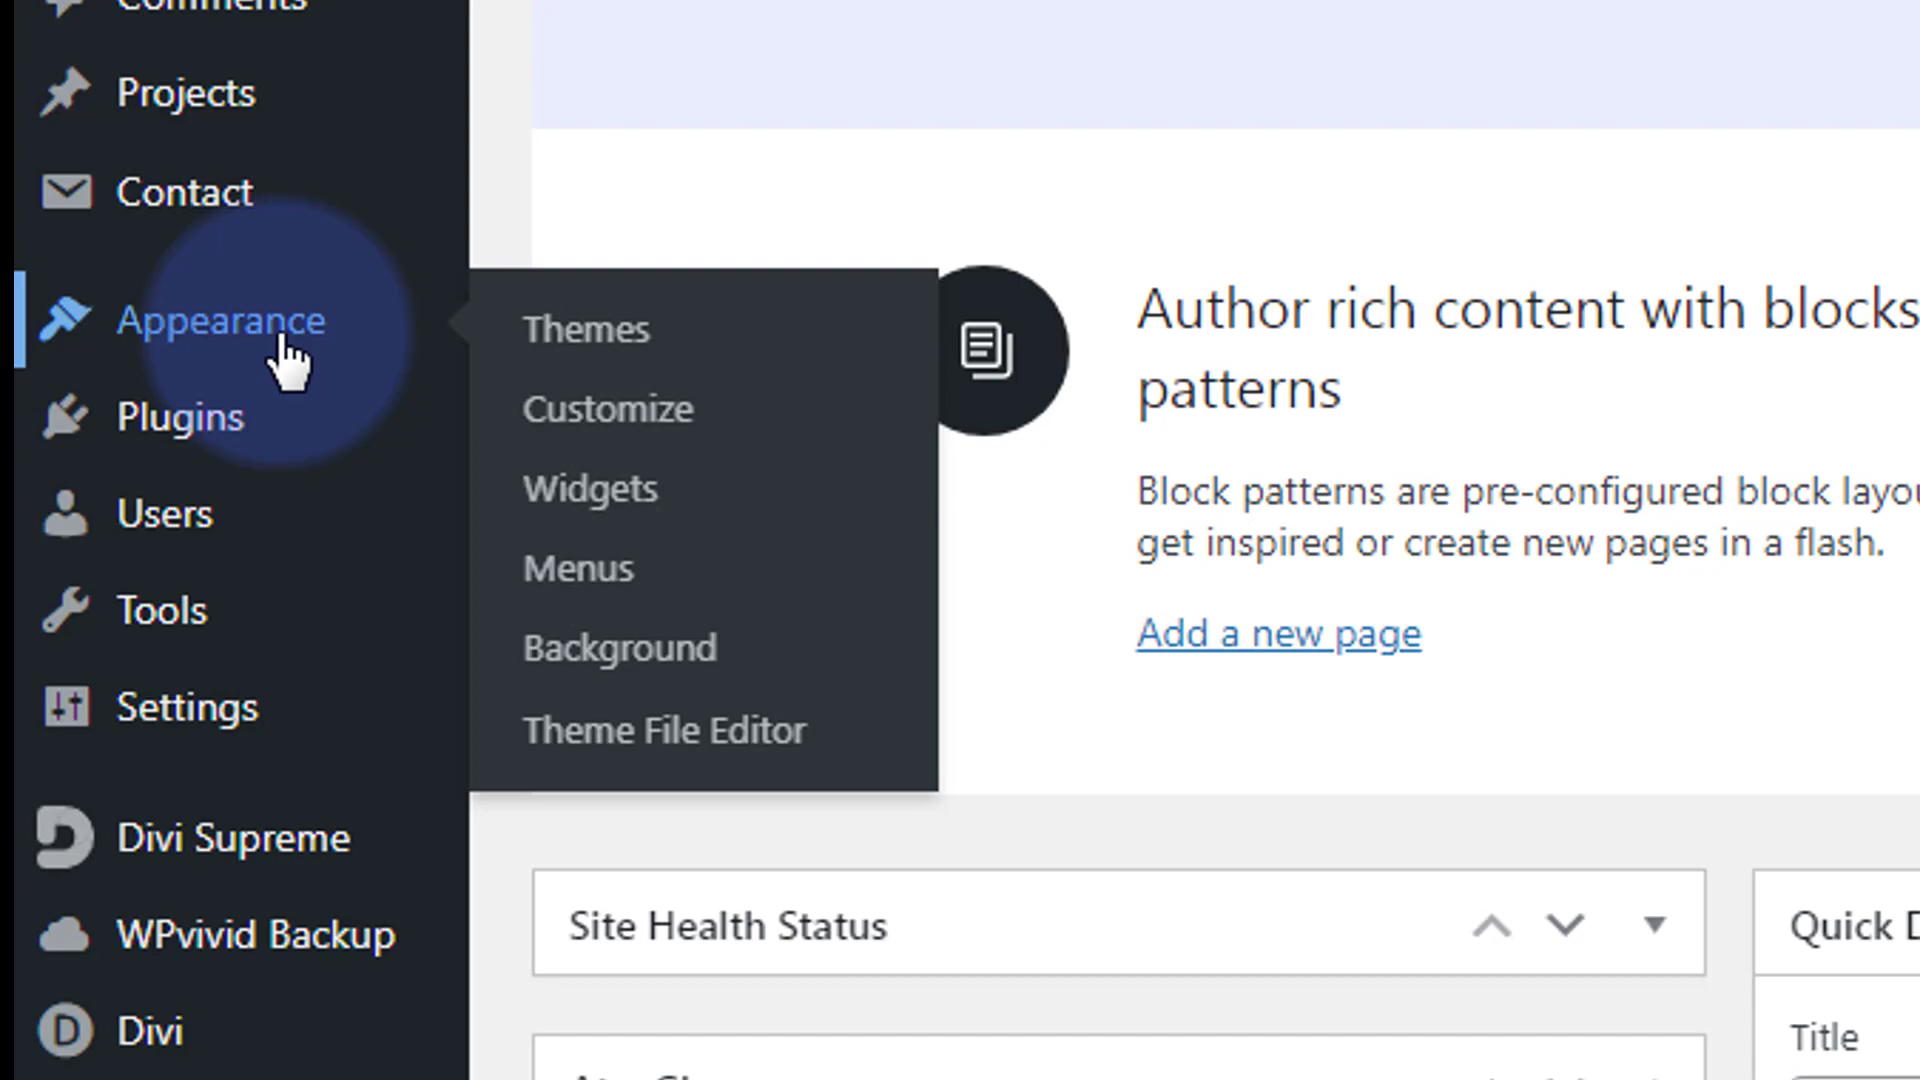 Comments
Projects
Contact
Appearance
Plugins
Users
Tools
Settings
Divi Supreme
WPvivid Backup
Divi
Themes
Customize
Widgets
Menus
Background
Theme File Editor
Author rich content with blocks
patterns
Block patterns are pre-configured block
get inspired or create new pages in a flash.
Add a new page
Site Health Status
Quick
Title